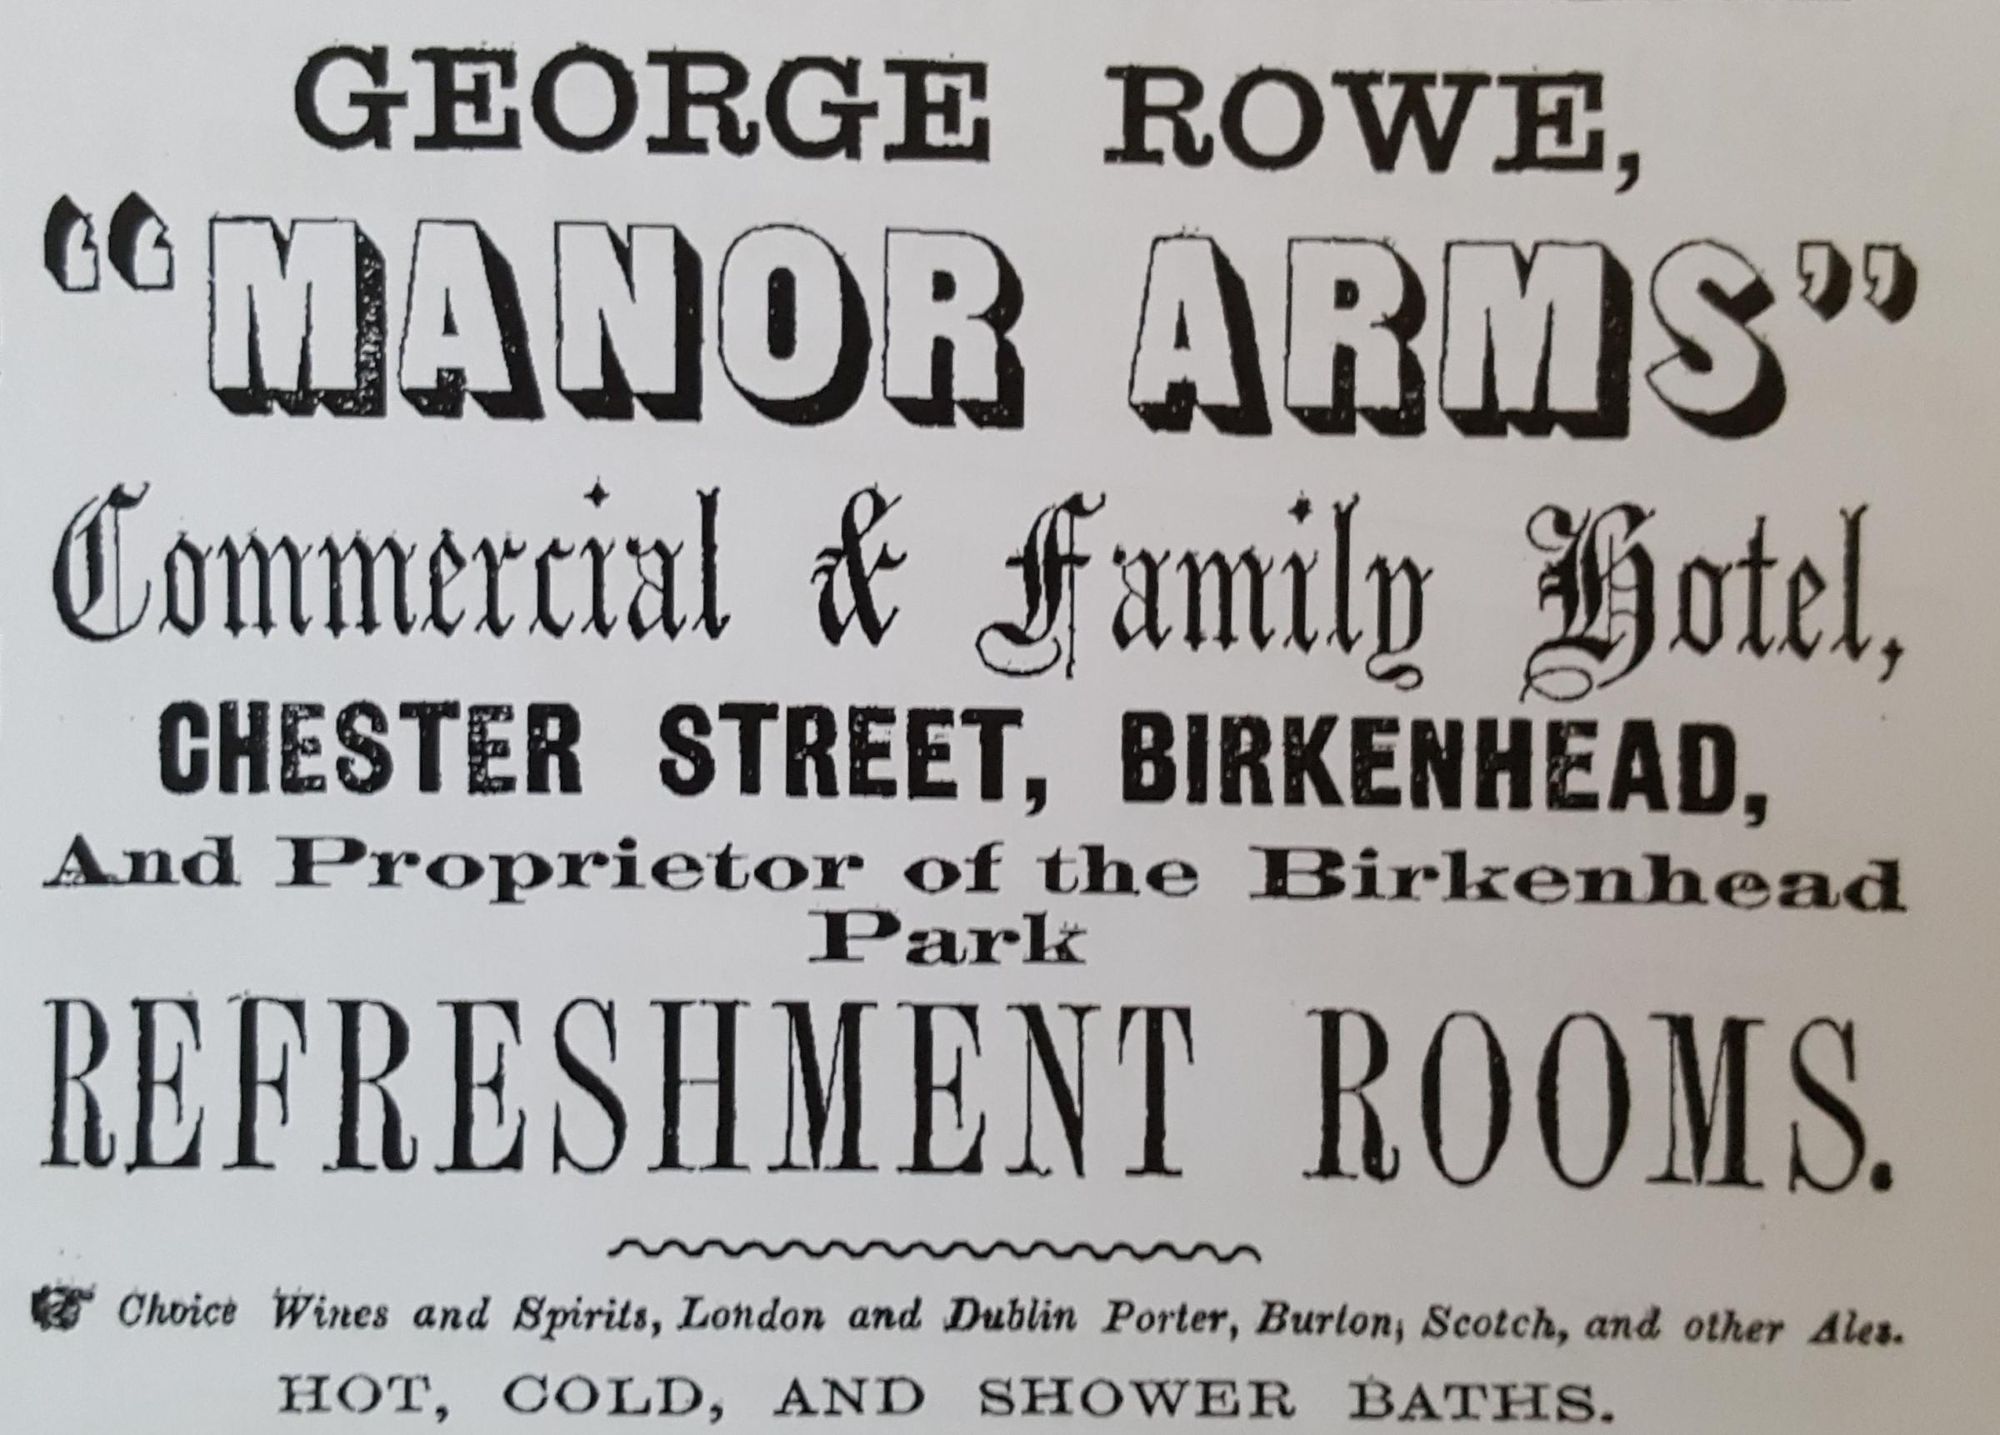 GEORGE ROWE,
“MANOR ARMS”
Commercial & Family Hotel,
CHESTER STREET, BIRKENHEAD,
And Proprietor of the Birkenhead
Park
REFRESHMENT ROOMS.
☞ Choice Wines and Spirits, London and Dublin Porter, Burton, Scotch, and other Ales.
HOT, COLD, AND SHOWER BATHS.